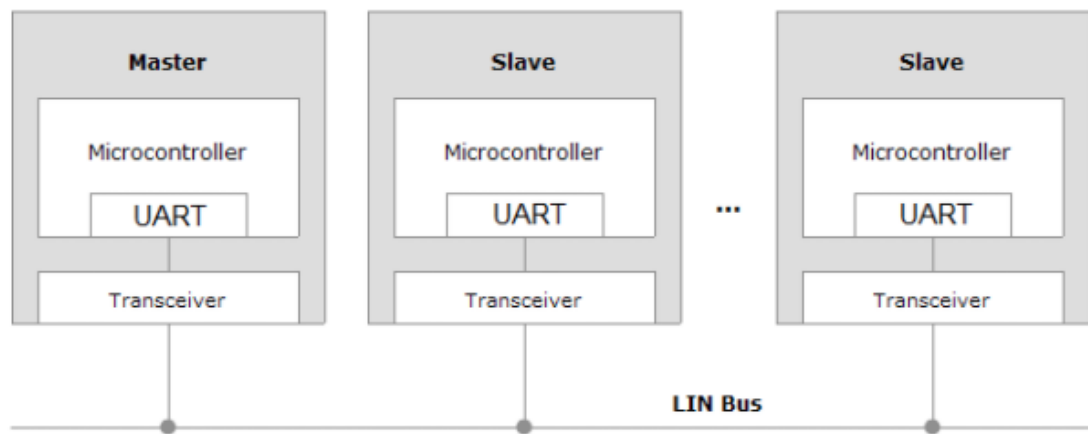 Master
Microcontroller
UART
Transceiver
Slave
Microcontroller
UART
Transceiver
...
Slave
Microcontroller
UART
Transceiver
LIN Bus